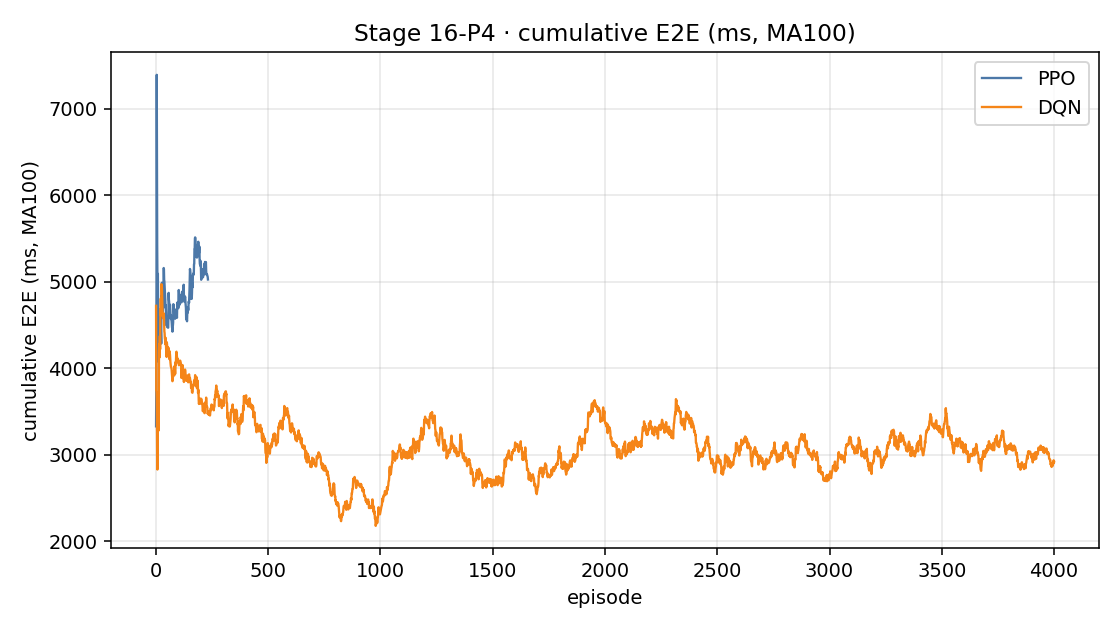 Stage 16-P4 · cumulative E2E (ms, MA100)
PPO
DQN
cumulative E2E (ms, MA100)
7000
6000
5000
4000
3000
2000
0 500 1000 1500 2000 2500 3000 3500 4000
episode